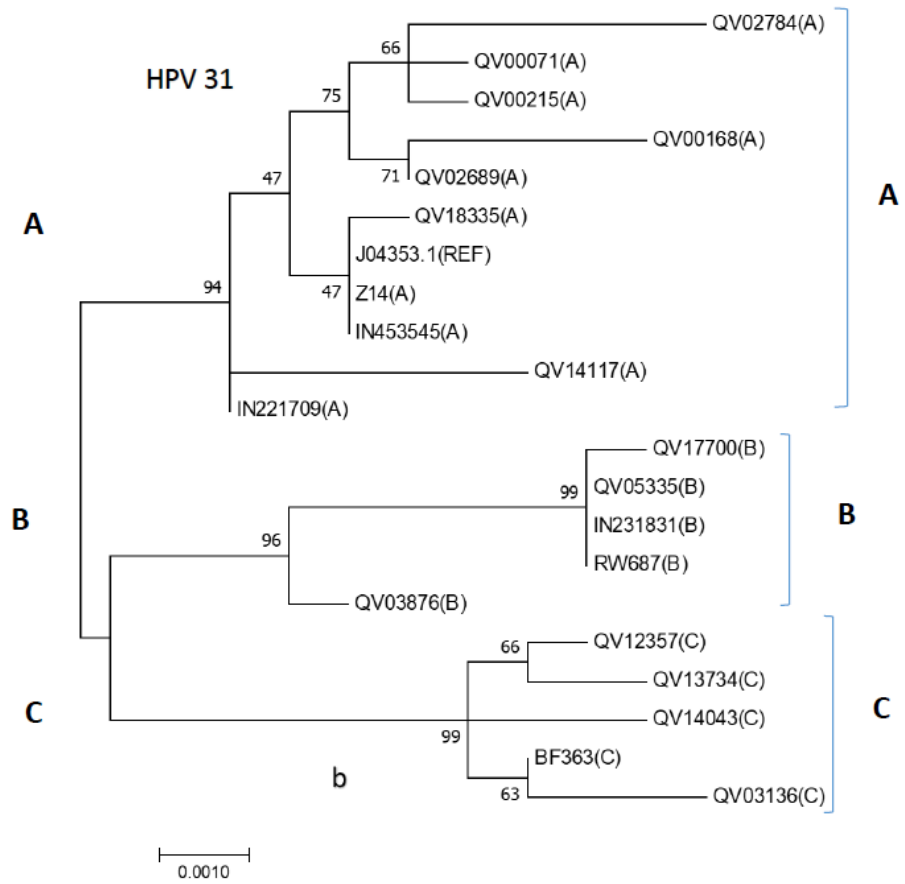 QV02784(A)
66
QV00071(A)
HPV 31
75
QV00215(A)
QV00168(A)
71
QV02689(A)
47
A
A
QV18335(A)
J04353.1(REF)
94
47
Z14(A)
IN453545(A)
QV14117(A)
IN221709(A)
QV17700(B)
99
QV05335(B)
B
B
IN231831(B)
96
RW687(B)
QV03876(B)
66
QV12357(C)
QV13734(C)
C
C
QV14043(C)
99
BF363(C)
b
63
QV03136(C)
0.0010